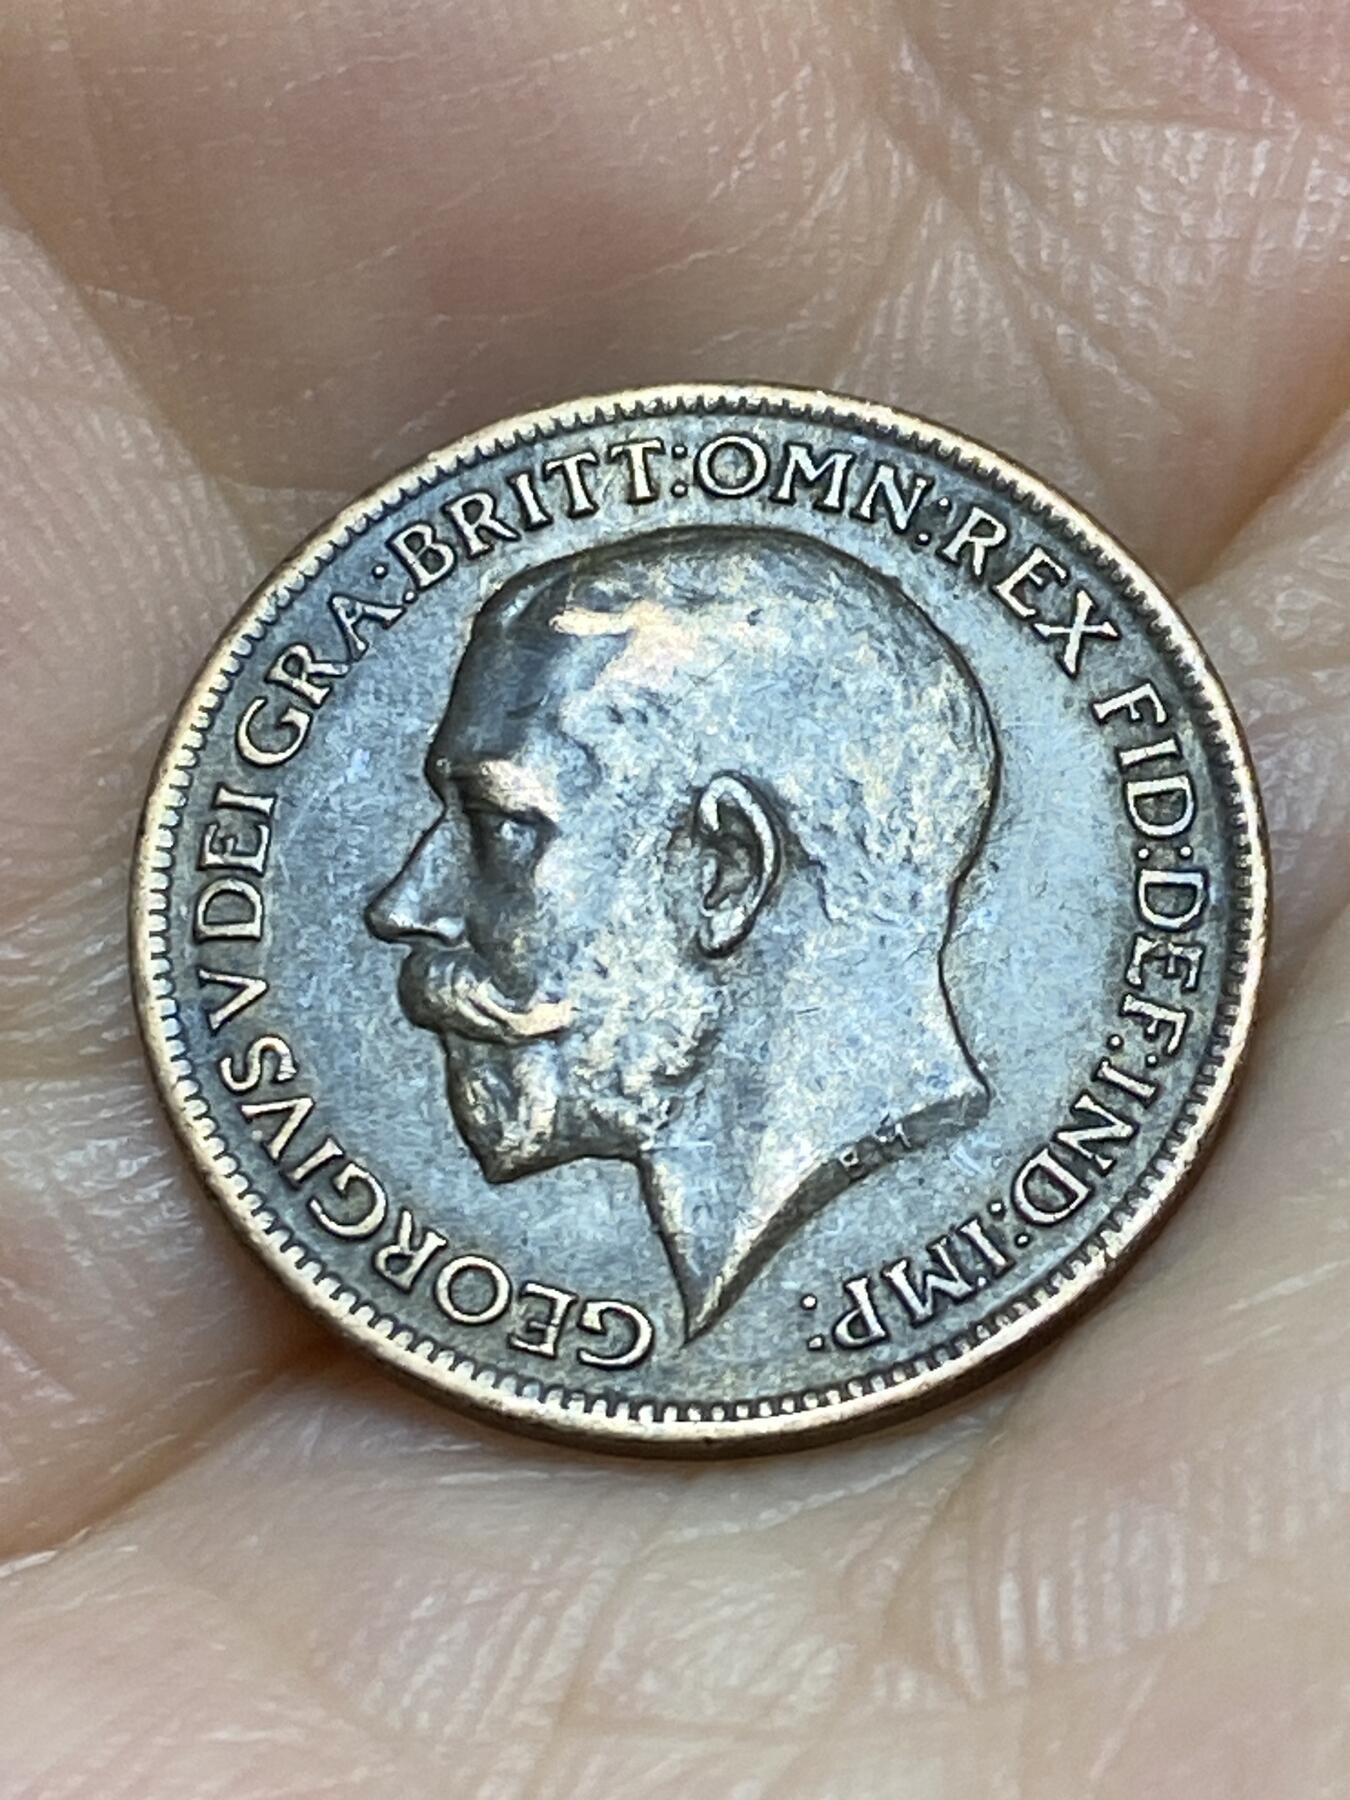 GEORGIVS V DEI GRA:BRITT:OMN:REX FID:DEF:IND:IMP: